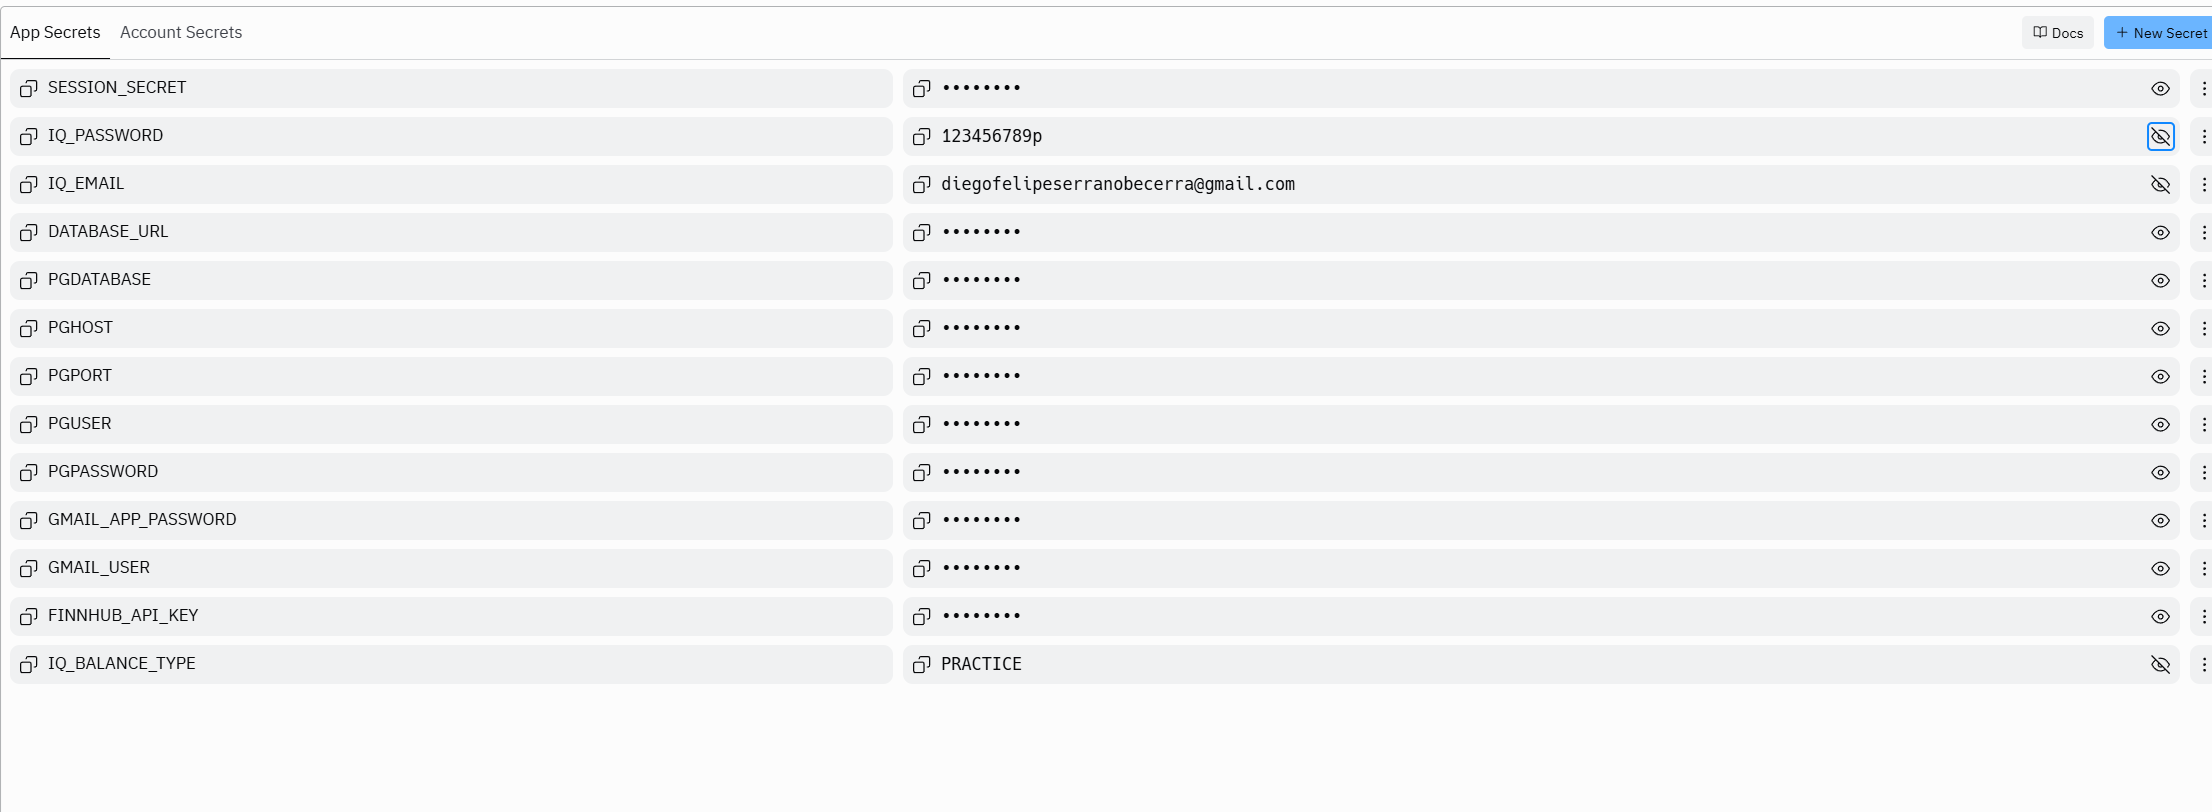 App Secrets Account Secrets Docs + New Secret
SESSION_SECRET ••••••••
IQ_PASSWORD 123456789p
IQ_EMAIL diegofelipeserranobecerra@gmail.com
DATABASE_URL ••••••••
PGDATABASE ••••••••
PGHOST ••••••••
PGPORT ••••••••
PGUSER ••••••••
PGPASSWORD ••••••••
GMAIL_APP_PASSWORD ••••••••
GMAIL_USER ••••••••
FINNHUB_API_KEY ••••••••
IQ_BALANCE_TYPE PRACTICE